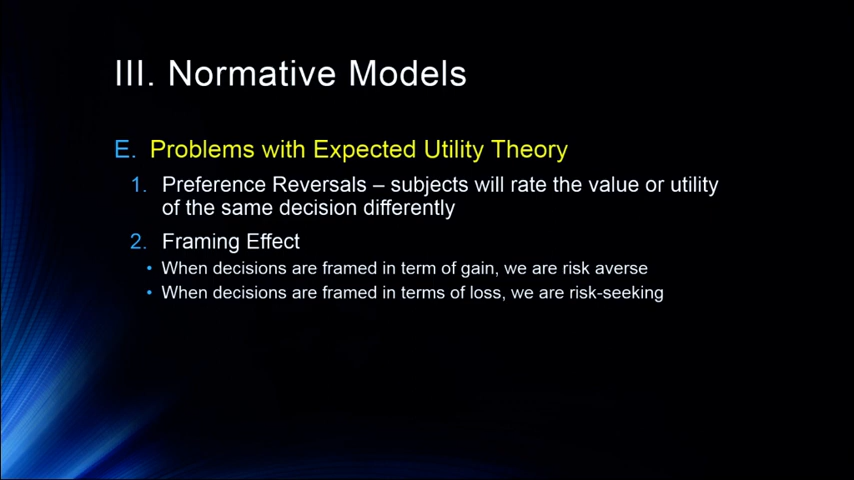 III. Normative Models
E. Problems with Expected Utility Theory
1. Preference Reversals – subjects will rate the value or utility
of the same decision differently
2. Framing Effect
• When decisions are framed in term of gain, we are risk averse
• When decisions are framed in terms of loss, we are risk-seeking